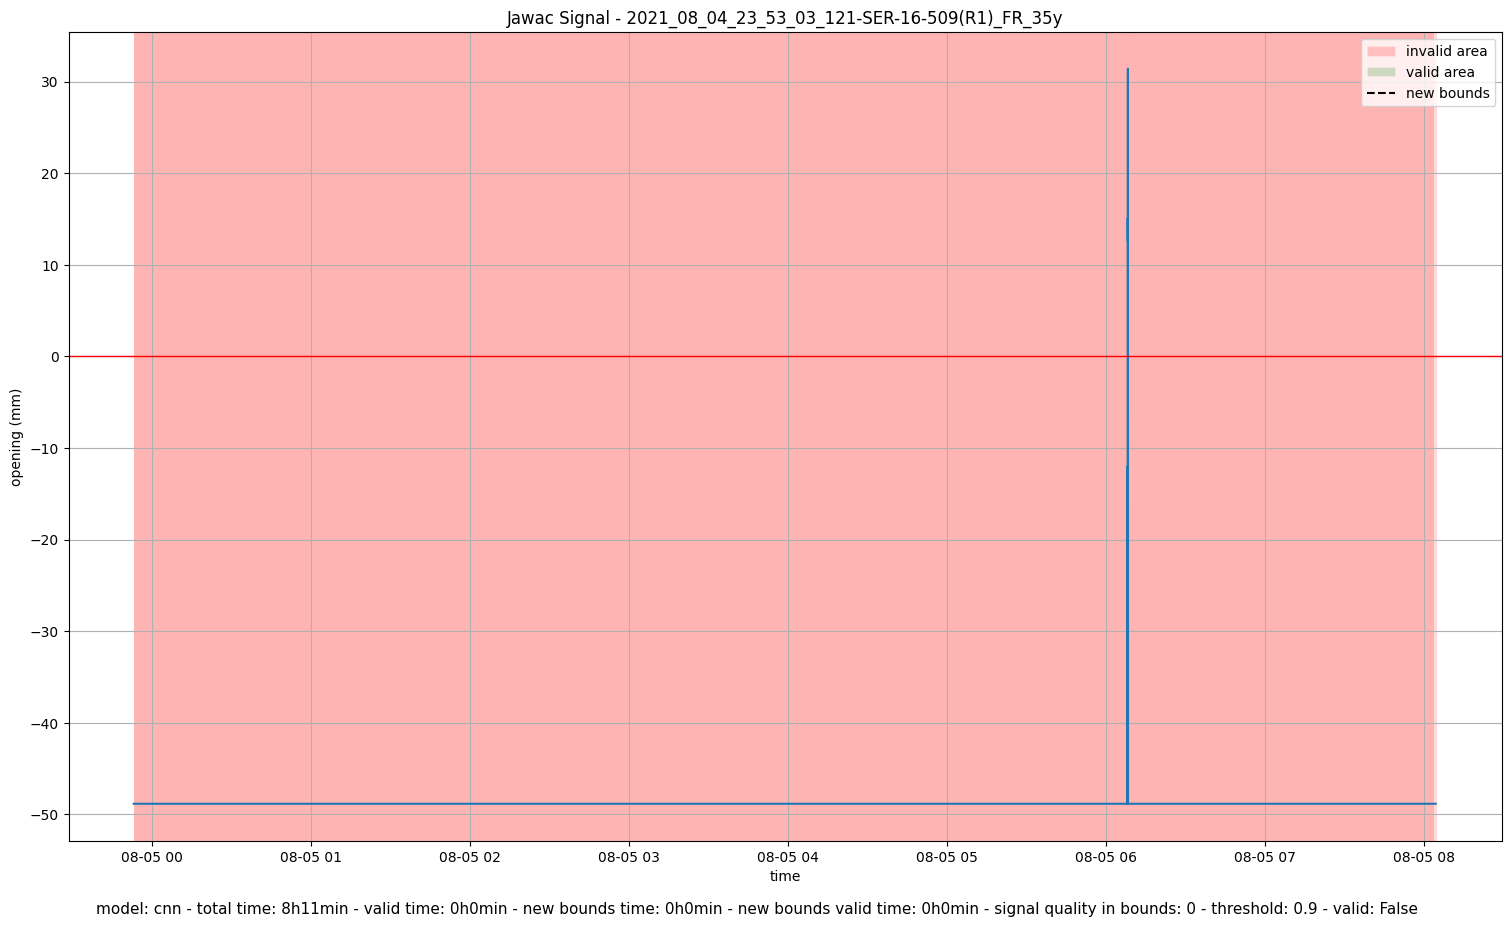 Jawac Signal - 2021_08_04_23_53_03_121-SER-16-509(R1)_FR_35y
invalid area
valid area
new bounds
30
20
10
0
−10
−20
−30
−40
−50
opening (mm)
08-05 00 08-05 01 08-05 02 08-05 03 08-05 04 08-05 05 08-05 06 08-05 07 08-05 08
time
model: cnn - total time: 8h11min - valid time: 0h0min - new bounds time: 0h0min - new bounds valid time: 0h0min - signal quality in bounds: 0 - threshold: 0.9 - valid: False